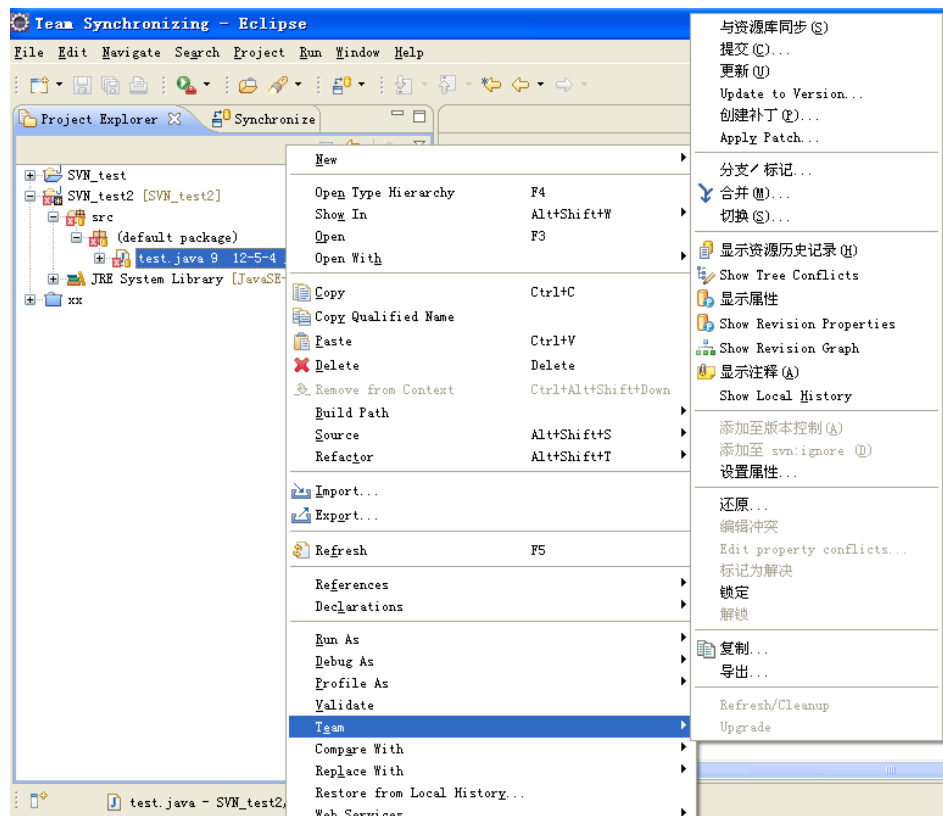 Team Synchronizing - Eclipse
File Edit Navigate Search Project Run Window Help
Project Explorer
Synchronize
SVN_test
SVN_test2 [SVN_test2]
src
(default package)
test.java 9 12-5-4
JRE System Library [JavaSE-
xx
New
Open Type Hierarchy F4
Show In Alt+Shift+W
Open F3
Open With
Copy Ctrl+C
Copy Qualified Name
Paste Ctrl+V
Delete Delete
Remove from Context Ctrl+Alt+Shift+Down
Build Path
Source Alt+Shift+S
Refactor Alt+Shift+T
Import...
Export...
Refresh F5
References
Declarations
Run As
Debug As
Profile As
Validate
Team
Compare With
Replace With
Restore from Local History...
Web Services
与资源库同步(S)
提交(C)...
更新(U)
Update to Version...
创建补丁(P)...
Apply Patch...
分支/标记...
合并(M)...
切换(S)...
显示资源历史记录(H)
Show Tree Conflicts
显示属性
Show Revision Properties
Show Revision Graph
显示注释(A)
Show Local History
添加至版本控制(A)
添加至 svn:ignore (D)
设置属性...
还原...
编辑冲突
Edit property conflicts...
标记为解决
锁定
解锁
复制...
导出...
Refresh/Cleanup
Upgrade
test.java - SVN_test2/